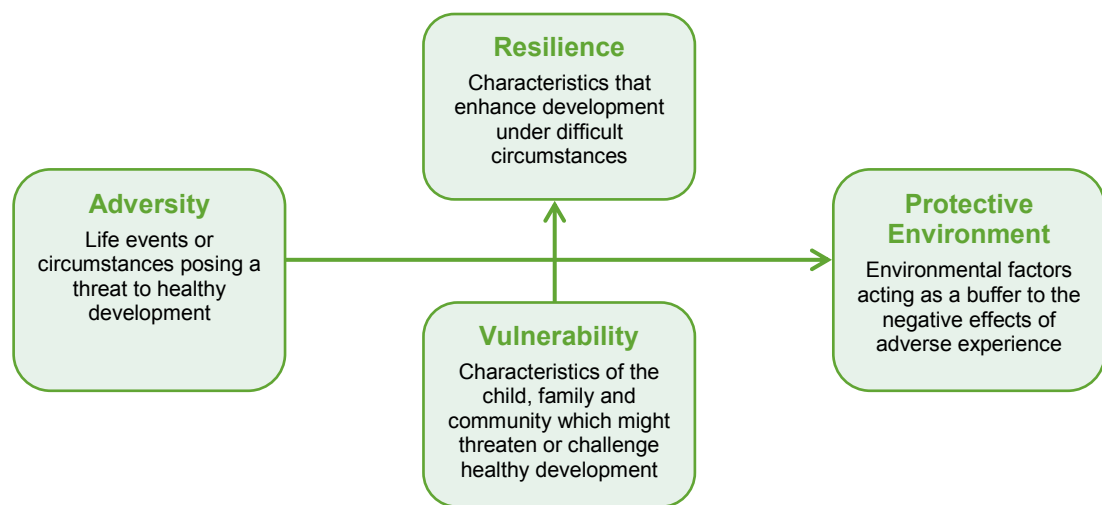 Resilience
Characteristics that
enhance development
under difficult
circumstances
Adversity
Life events or
circumstances posing a
threat to healthy
development
Protective
Environment
Environmental factors
acting as a buffer to the
negative effects of
adverse experience
Vulnerability
Characteristics of the
child, family and
community which might
threaten or challenge
healthy development